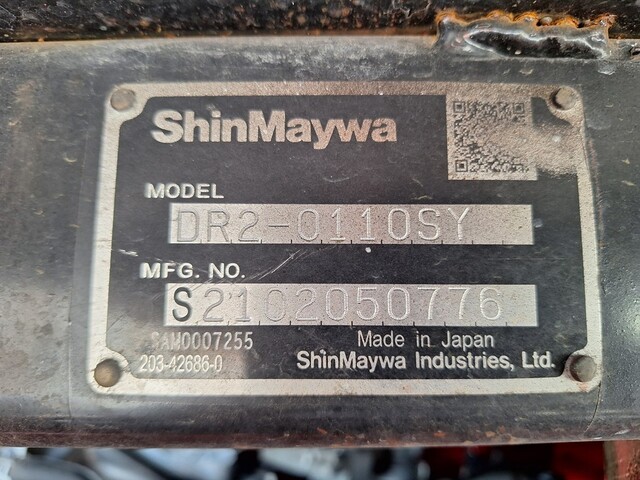 ShinMaywa
MODEL
DR2-0110SY
MFG. NO.
S2102050776
SAM0007255
203-42686-0
Made in Japan
ShinMaywa Industries, Ltd.